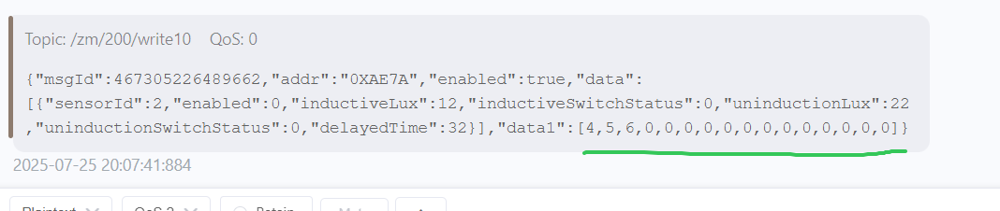 Topic: /zm/200/write10 QoS: 0
{"msgId":467305226489662,"addr":"0XAE7A","enabled":true,"data":
[{"sensorId":2,"enabled":0,"inductiveLux":12,"inductiveSwitchStatus":0,"uninductionLux":22
,"uninductionSwitchStatus":0,"delayedTime":32}],"data1":[4,5,6,0,0,0,0,0,0,0,0,0,0,0,0,0]}
2025-07-25 20:07:41:884
Plaintext QoS 2 Retain Meta